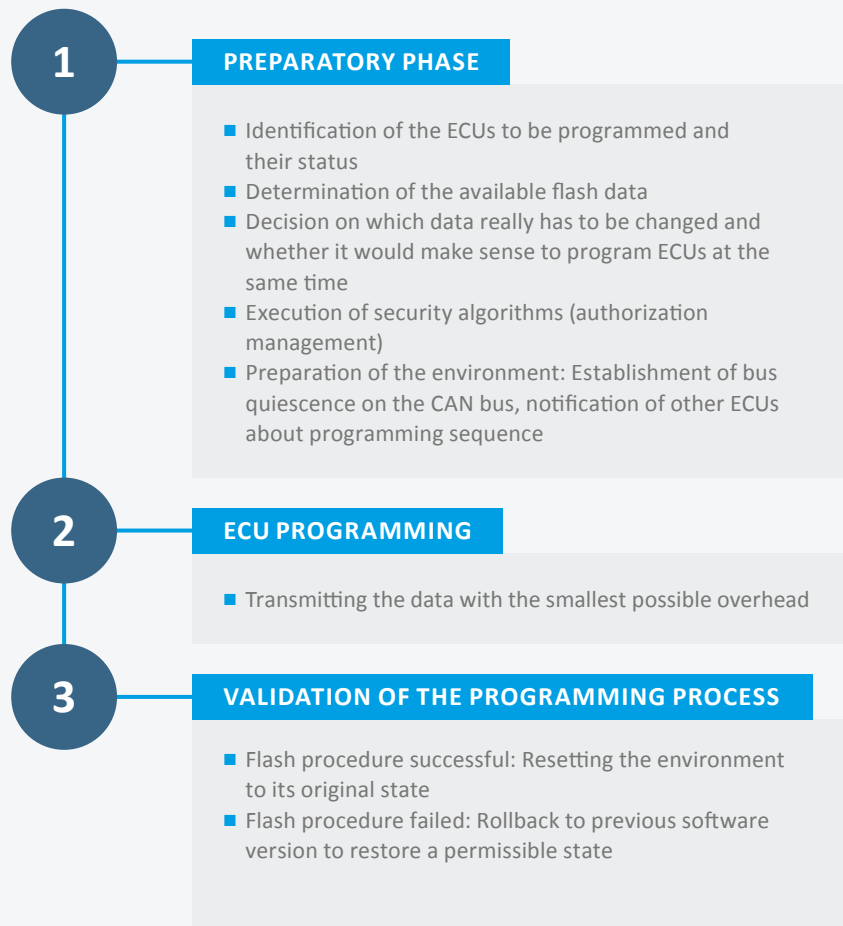 1
PREPARATORY PHASE
■ Identification of the ECUs to be programmed and
their status
■ Determination of the available flash data
■ Decision on which data really has to be changed and
whether it would make sense to program ECUs at the
same time
■ Execution of security algorithms (authorization
management)
■ Preparation of the environment: Establishment of bus
quiescence on the CAN bus, notification of other ECUs
about programming sequence
2
ECU PROGRAMMING
■ Transmitting the data with the smallest possible overhead
3
VALIDATION OF THE PROGRAMMING PROCESS
■ Flash procedure successful: Resetting the environment
to its original state
■ Flash procedure failed: Rollback to previous software
version to restore a permissible state